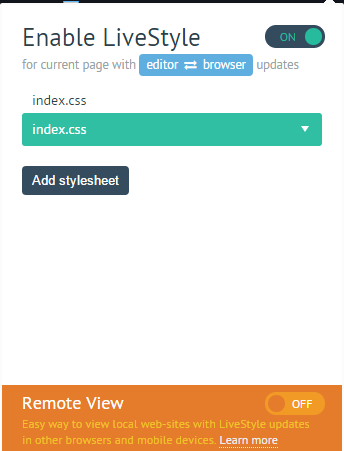 Enable LiveStyle
ON
for current page with editor ⇄ browser updates
index.css
index.css
Add stylesheet
Remote View
OFF
Easy way to view local web-sites with LiveStyle updates
in other browsers and mobile devices. Learn more